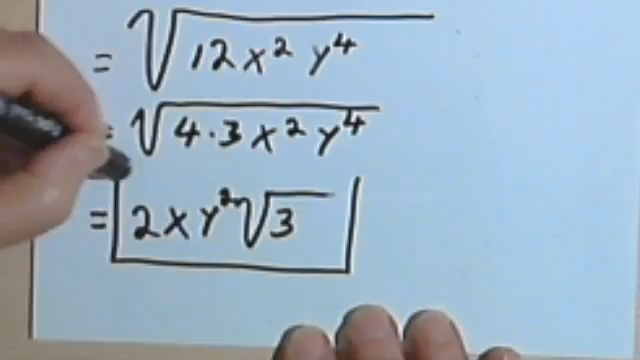 = √12x²y⁴
= √4·3x²y⁴
= 2xy²√3